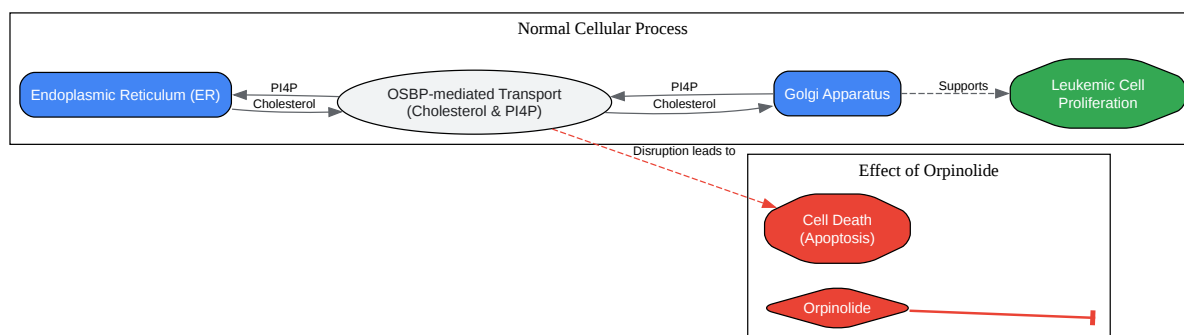 Normal Cellular Process
Endoplasmic Reticulum (ER)
PI4P
Cholesterol
OSBP-mediated Transport
(Cholesterol & PI4P)
PI4P
Cholesterol
Golgi Apparatus
Supports
Leukemic Cell
Proliferation
Disruption leads to
Effect of Orpinolide
Cell Death
(Apoptosis)
Orpinolide